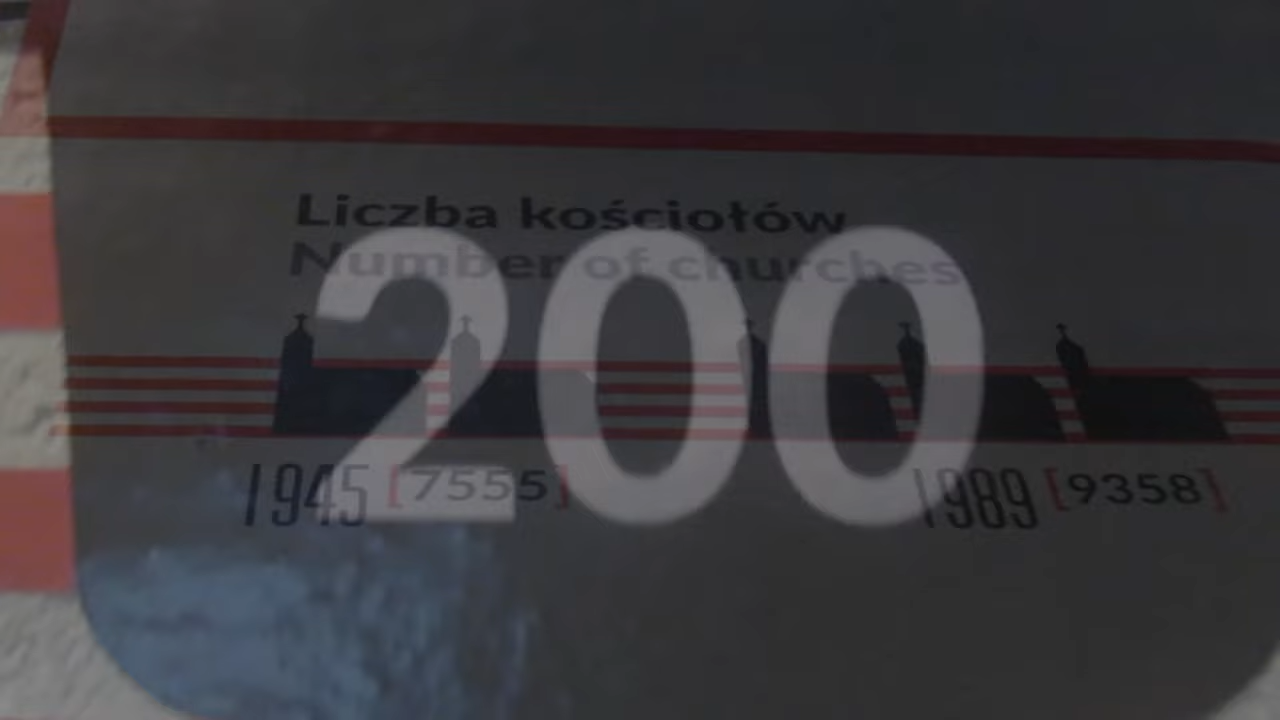 Liczba kościołów
Number of churches
200
1945 [7555]
1989 [9358]